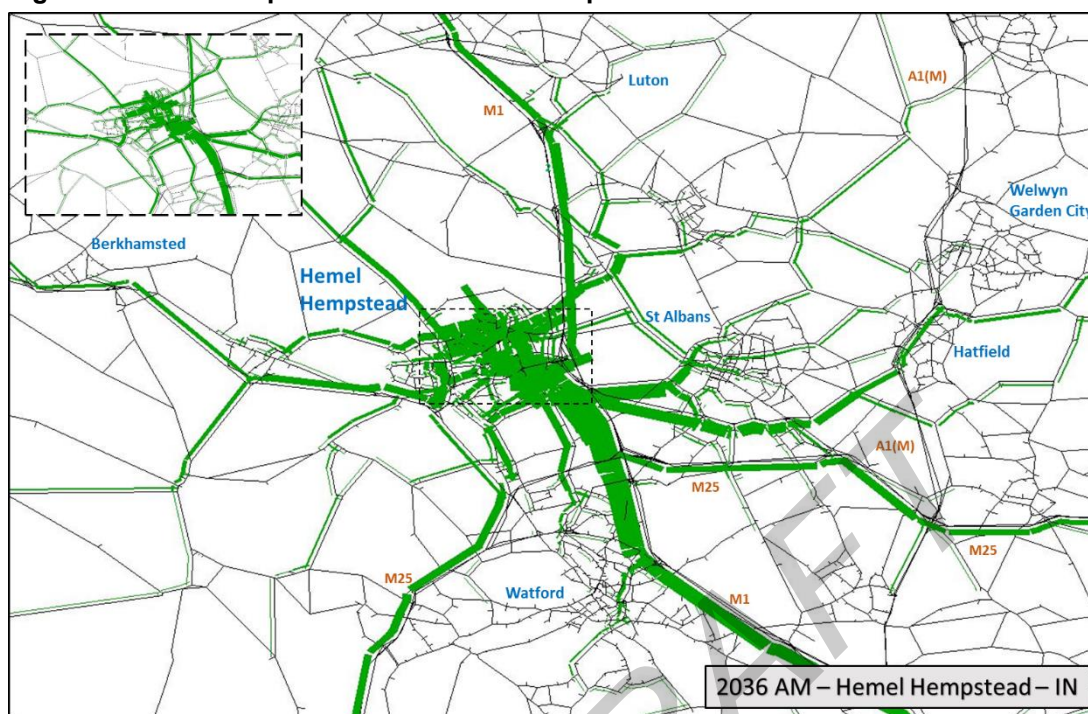 Luton
A1(M)
M1
Welwyn
Garden City
Berkhamsted
Hemel
Hempstead
St Albans
Hatfield
A1(M)
M25
M25
M25
Watford
M1
DRAFT
2036 AM – Hemel Hempstead – IN